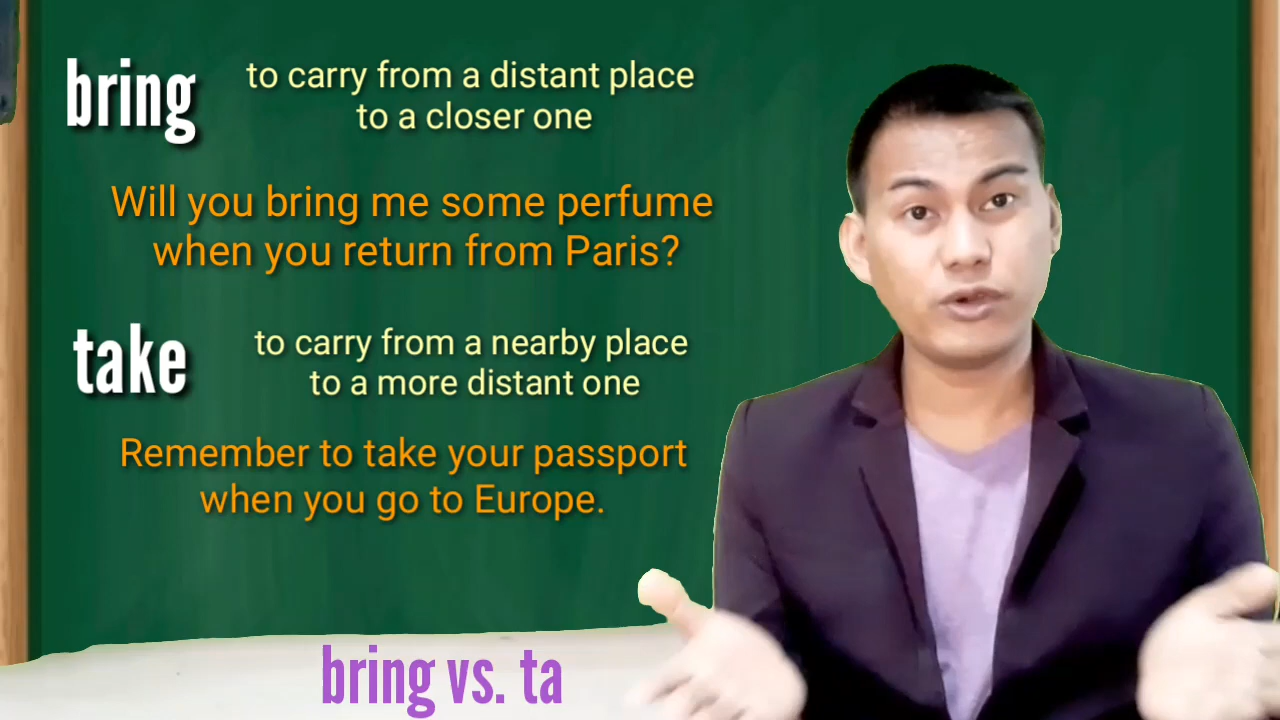 bring
to carry from a distant place
to a closer one
Will you bring me some perfume
when you return from Paris?
take
to carry from a nearby place
to a more distant one
Remember to take your passport
when you go to Europe.
bring vs. ta